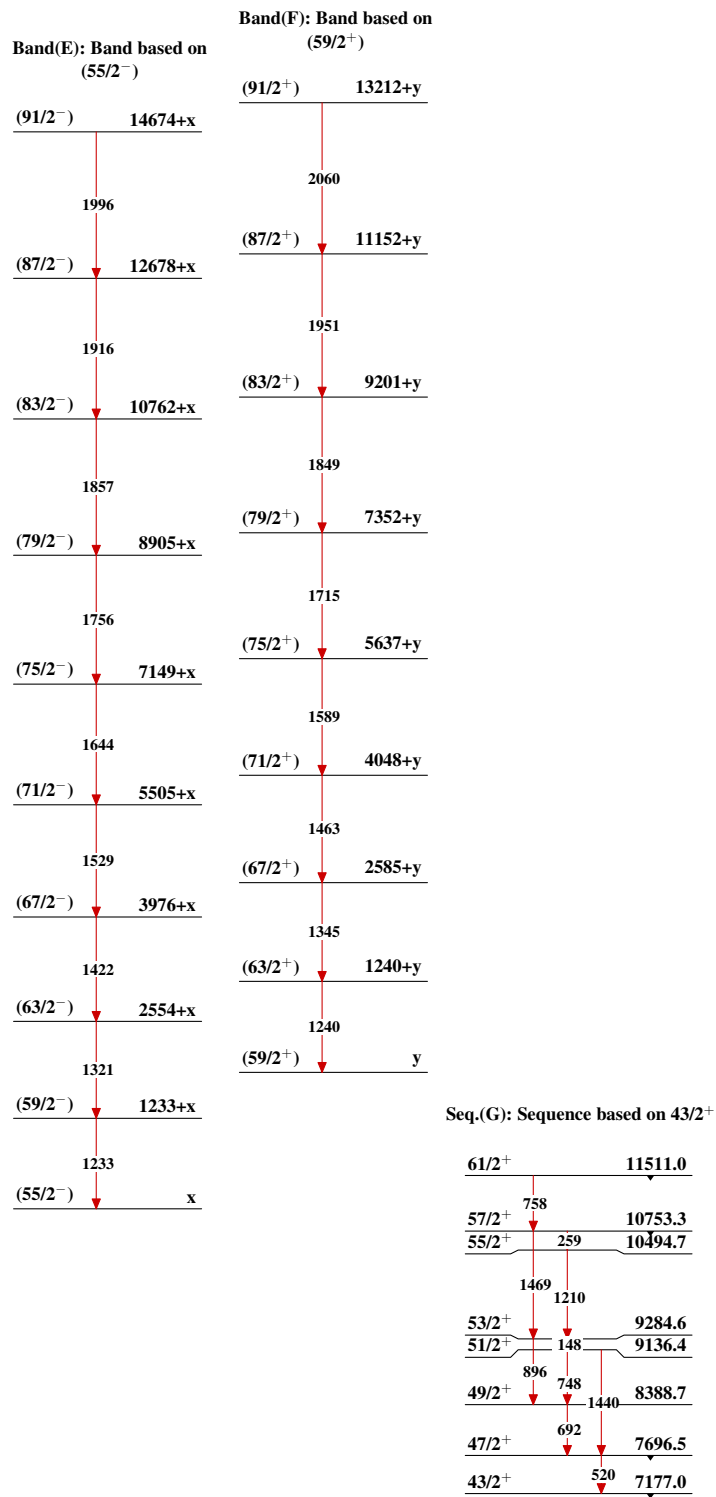 Band(E): Band based on
(55/2⁻)
(91/2⁻) 14674+x
1996
(87/2⁻) 12678+x
1916
(83/2⁻) 10762+x
1857
(79/2⁻) 8905+x
1756
(75/2⁻) 7149+x
1644
(71/2⁻) 5505+x
1529
(67/2⁻) 3976+x
1422
(63/2⁻) 2554+x
1321
(59/2⁻) 1233+x
1233
(55/2⁻) x
Band(F): Band based on
(59/2⁺)
(91/2⁺) 13212+y
2060
(87/2⁺) 11152+y
1951
(83/2⁺) 9201+y
1849
(79/2⁺) 7352+y
1715
(75/2⁺) 5637+y
1589
(71/2⁺) 4048+y
1463
(67/2⁺) 2585+y
1345
(63/2⁺) 1240+y
1240
(59/2⁺) y
Seq.(G): Sequence based on 43/2⁺
61/2⁺ 11511.0
758
57/2⁺ 10753.3
259
55/2⁺ 10494.7
1469
1210
53/2⁺ 9284.6
148
51/2⁺ 9136.4
896
748
1440
49/2⁺ 8388.7
692
47/2⁺ 7696.5
520
43/2⁺ 7177.0